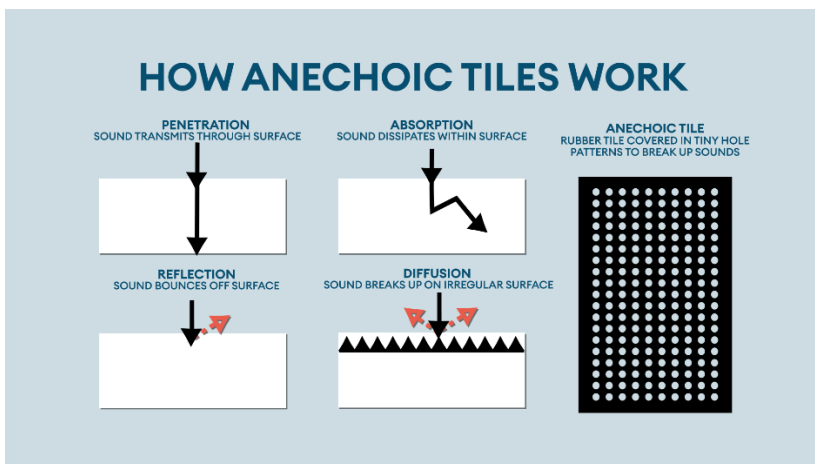 HOW ANECHOIC TILES WORK
PENETRATION
SOUND TRANSMITS THROUGH SURFACE
ABSORPTION
SOUND DISSIPATES WITHIN SURFACE
ANECHOIC TILE
RUBBER TILE COVERED IN TINY HOLE
PATTERNS TO BREAK UP SOUNDS
REFLECTION
SOUND BOUNCES OFF SURFACE
DIFFUSION
SOUND BREAKS UP ON IRREGULAR SURFACE